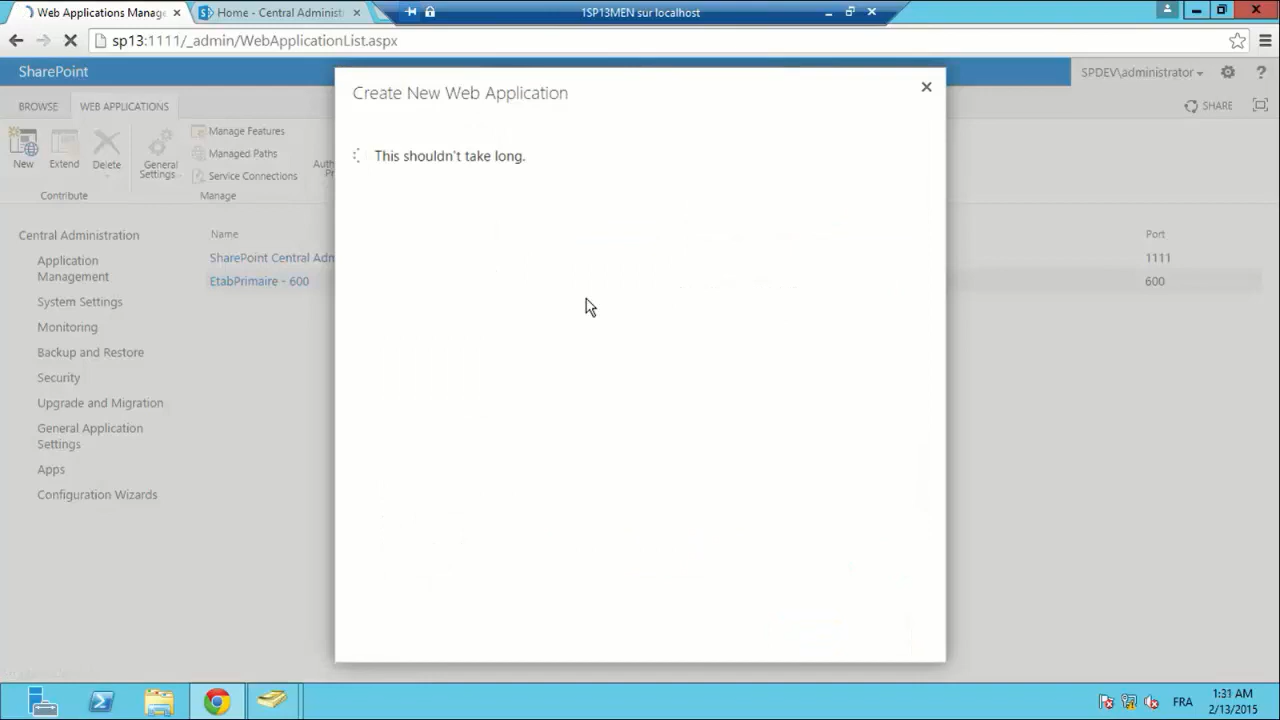 Web Applications Manage
Home - Central Administ
1SP13MEN sur localhost
sp13:1111/_admin/WebApplicationList.aspx
SharePoint
SPDEV\administrator
BROWSE
WEB APPLICATIONS
SHARE
New
Extend
Delete
General
Settings
Manage Features
Managed Paths
Service Connections
Auth
Pr
Contribute
Manage
Create New Web Application
This shouldn't take long.
Central Administration
Application
Management
System Settings
Monitoring
Backup and Restore
Security
Upgrade and Migration
General Application
Settings
Apps
Configuration Wizards
Name
Port
SharePoint Central Adm
1111
EtabPrimaire - 600
600
FRA
1:31 AM
2/13/2015